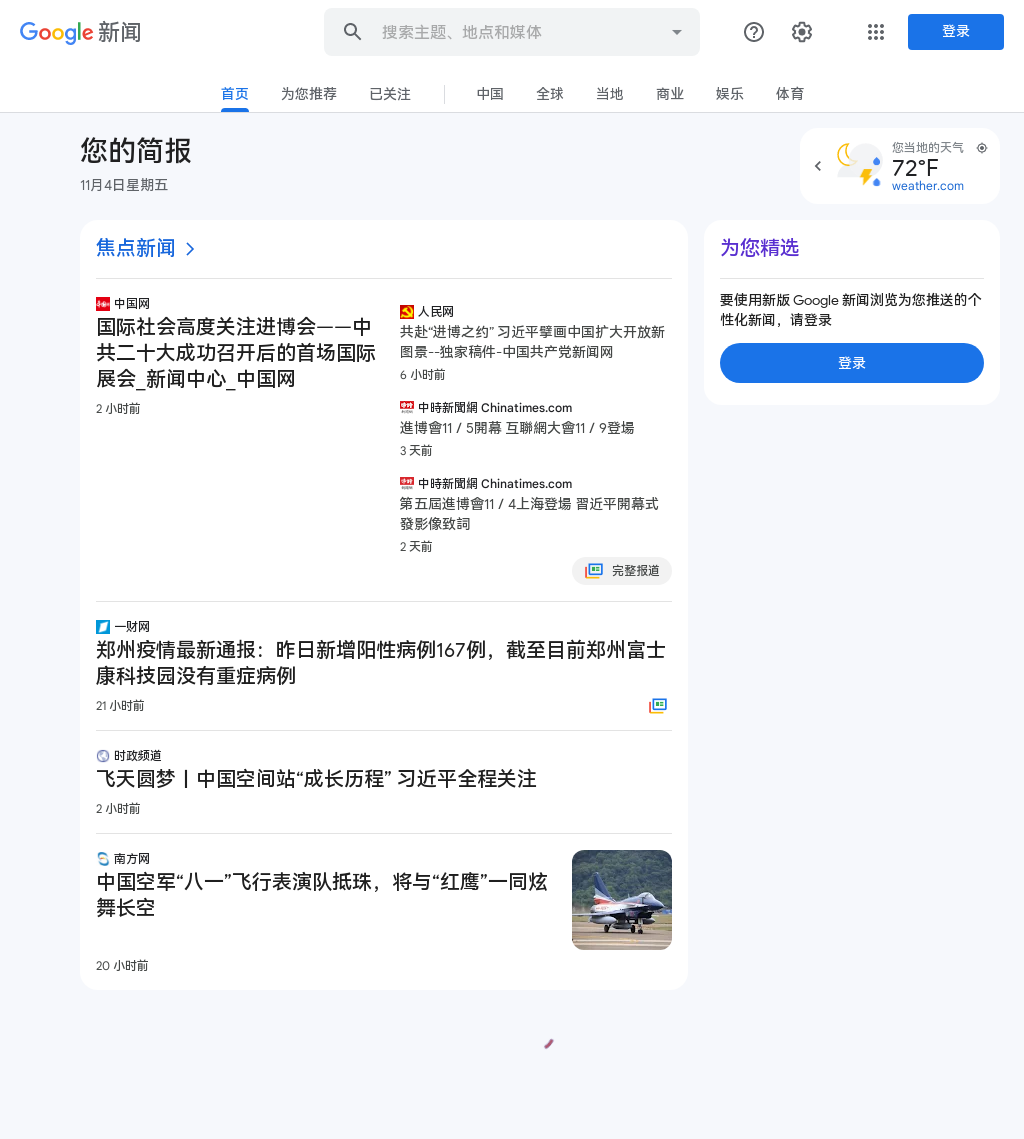 Google 新闻
搜索主题、地点和媒体
登录
首页
为您推荐
已关注
中国
全球
当地
商业
娱乐
体育
您的简报
11月4日星期五
您当地的天气
72°F
weather.com
焦点新闻
中国网
国际社会高度关注进博会——中
共二十大成功召开后的首场国际
展会_新闻中心_中国网
2 小时前
人民网
共赴“进博之约” 习近平擘画中国扩大开放新
图景--独家稿件-中国共产党新闻网
6 小时前
中時新聞網 Chinatimes.com
進博會11 / 5開幕 互聯網大會11 / 9登場
3 天前
中時新聞網 Chinatimes.com
第五屆進博會11 / 4上海登場 習近平開幕式
發影像致詞
2 天前
完整报道
一财网
郑州疫情最新通报：昨日新增阳性病例167例，截至目前郑州富士
康科技园没有重症病例
21 小时前
时政频道
飞天圆梦丨中国空间站“成长历程” 习近平全程关注
2 小时前
南方网
中国空军“八一”飞行表演队抵珠，将与“红鹰”一同炫
舞长空
20 小时前
为您精选
要使用新版 Google 新闻浏览为您推送的个
性化新闻，请登录
登录